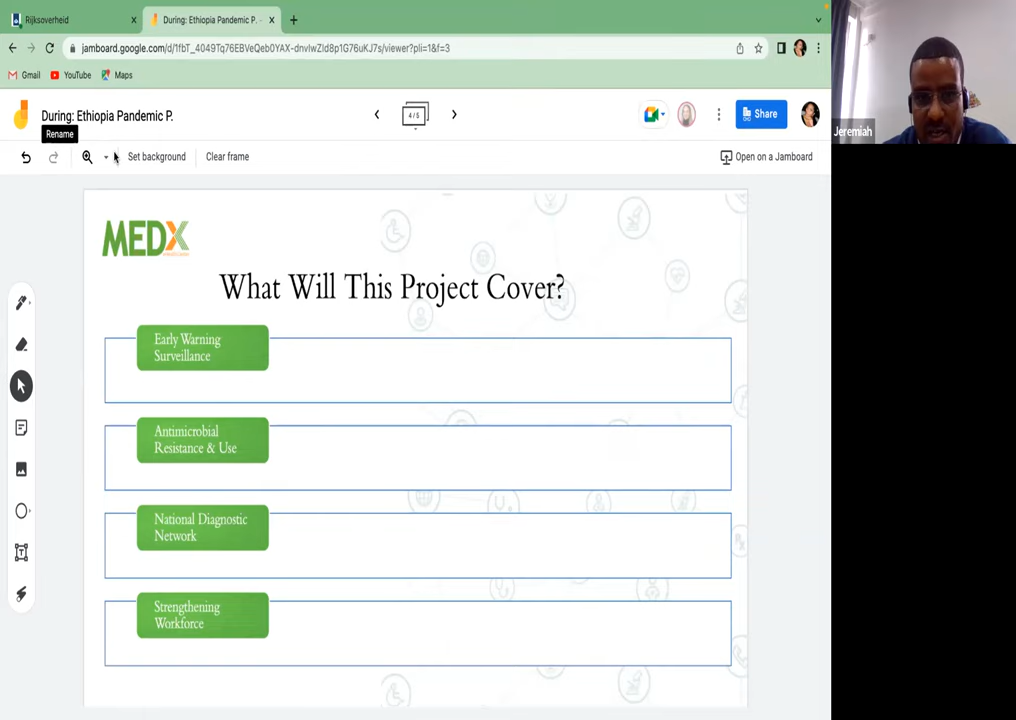 Rijksoverheid
During: Ethiopia Pandemic P. -
jamboard.google.com/d/1fbT_4049Tq76EBVeQeb0YAX-dnvIwZId8p1G76uKJ7s/viewer?pli=1&f=3
Gmail YouTube Maps
During: Ethiopia Pandemic P.
4/5
Share
Rename
Set background
Clear frame
Open on a Jamboard
Jeremiah
MEDX
What Will This Project Cover?
Early Warning
Surveillance
Antimicrobial
Resistance & Use
National Diagnostic
Network
Strengthening
Workforce